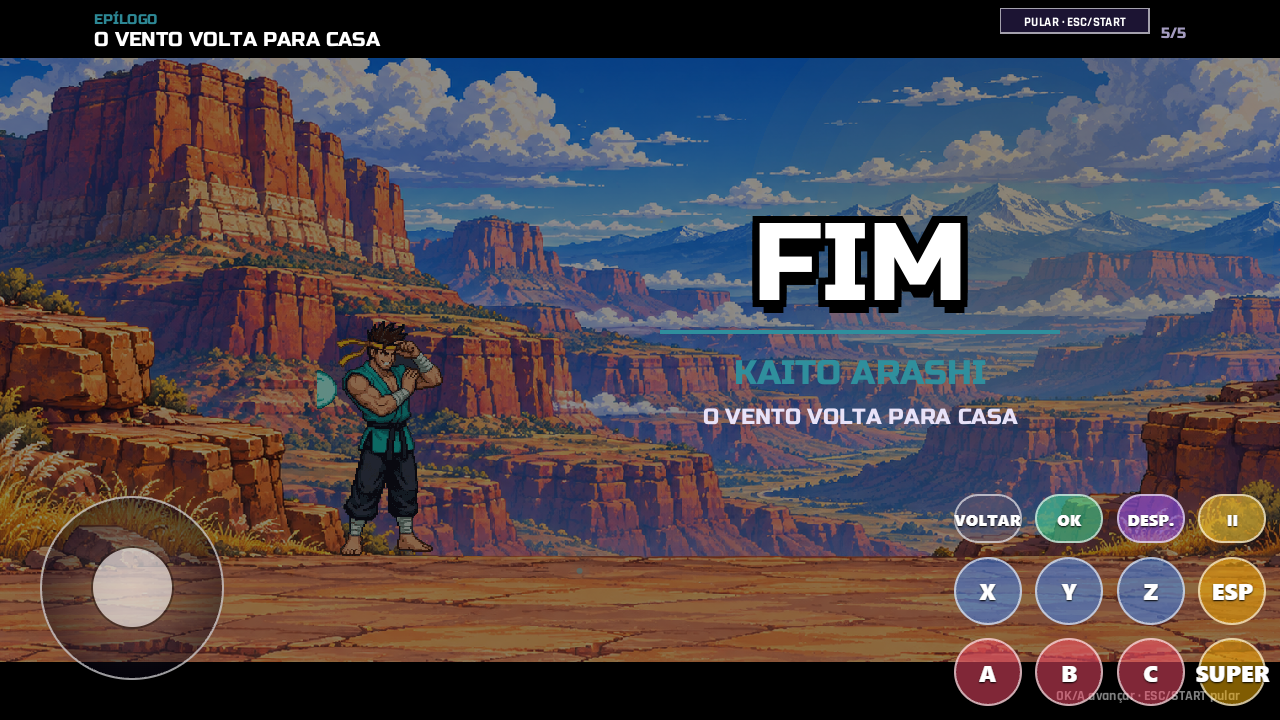 EPÍLOGO
O VENTO VOLTA PARA CASA
PULAR · ESC/START
5/5
FIM
KAITO ARASHI
O VENTO VOLTA PARA CASA
VOLTAR
OK
DESP.
II
X
Y
Z
ESP
A
B
C
SUPER
OK/A avançar · ESC/START pular